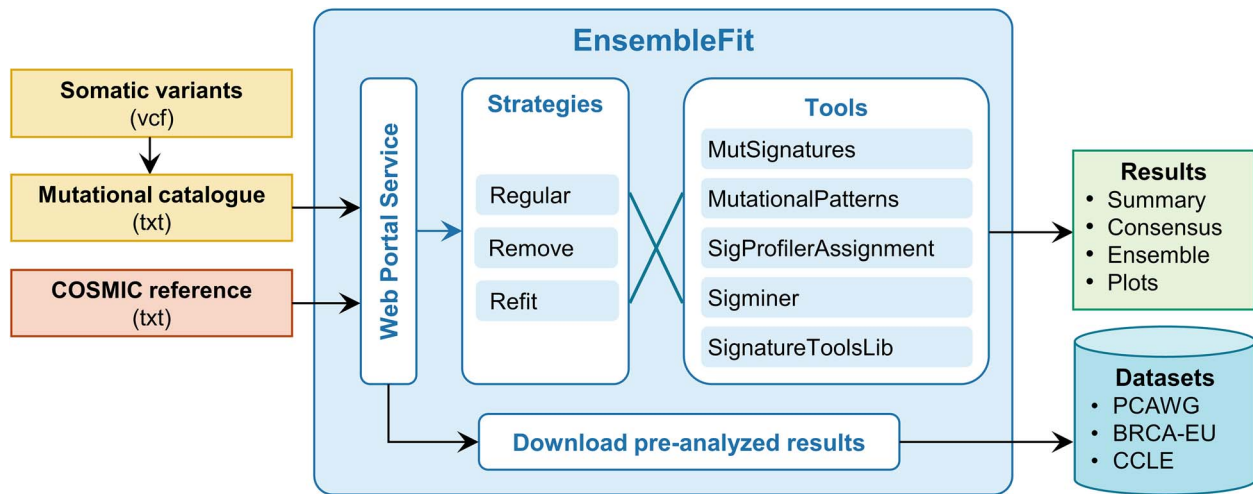 EnsembleFit
Somatic variants
(vcf)
Mutational catalogue
(txt)
COSMIC reference
(txt)
Web Portal Service
Strategies
Regular
Remove
Refit
Tools
MutSignatures
MutationalPatterns
SigProfilerAssignment
Sigminer
SignatureToolsLib
Download pre-analyzed results
Results
• Summary
• Consensus
• Ensemble
• Plots
Datasets
• PCAWG
• BRCA-EU
• CCLE